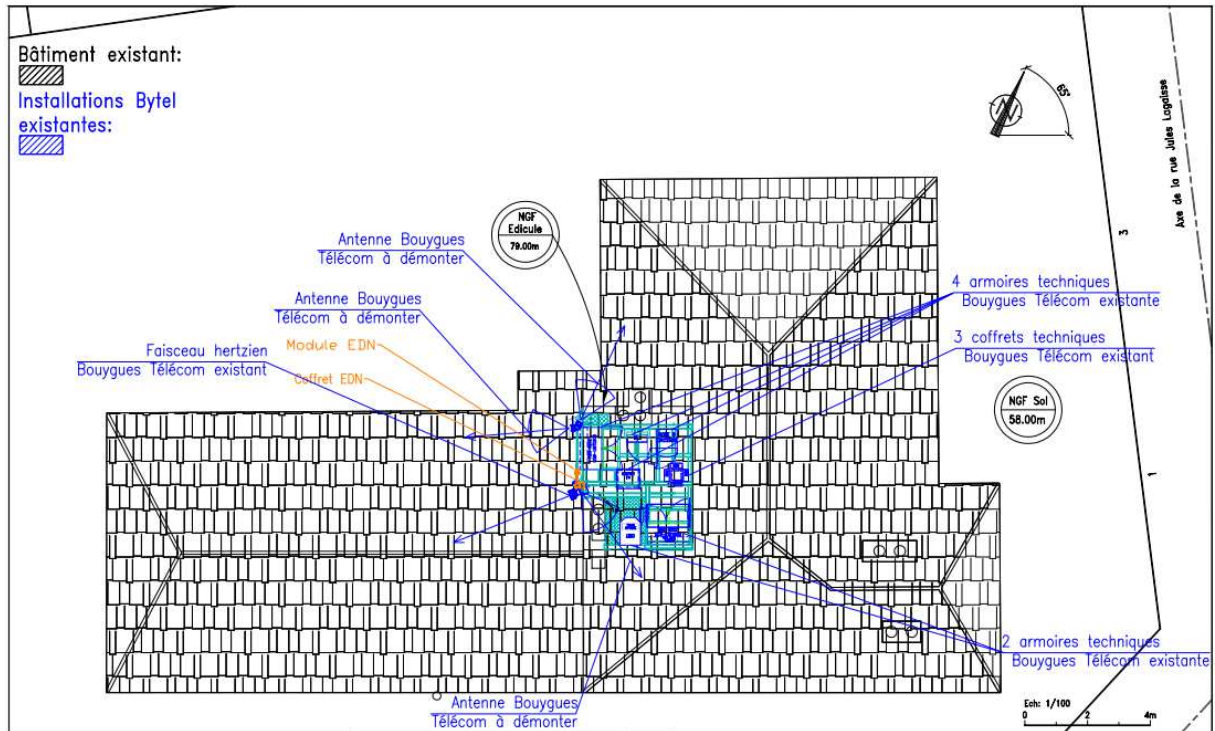 Bâtiment existant:
Installations Bytel
existantes:
65°
N
Axe de la rue Jules Lagaisse
3
NGF
Edicule
79.00m
Antenne Bouygues
Télécom à démonter
Antenne Bouygues
Télécom à démonter
4 armoires techniques
Bouygues Télécom existante
Module EDN
Faisceau hertzien
Bouygues Télécom existant
3 coffrets techniques
Bouygues Télécom existant
Coffret EDN
NGF Sol
58.00m
1
2 armoires techniques
Bouygues Télécom existante
Antenne Bouygues
Télécom à démonter
Ech: 1/100
0 2 4m